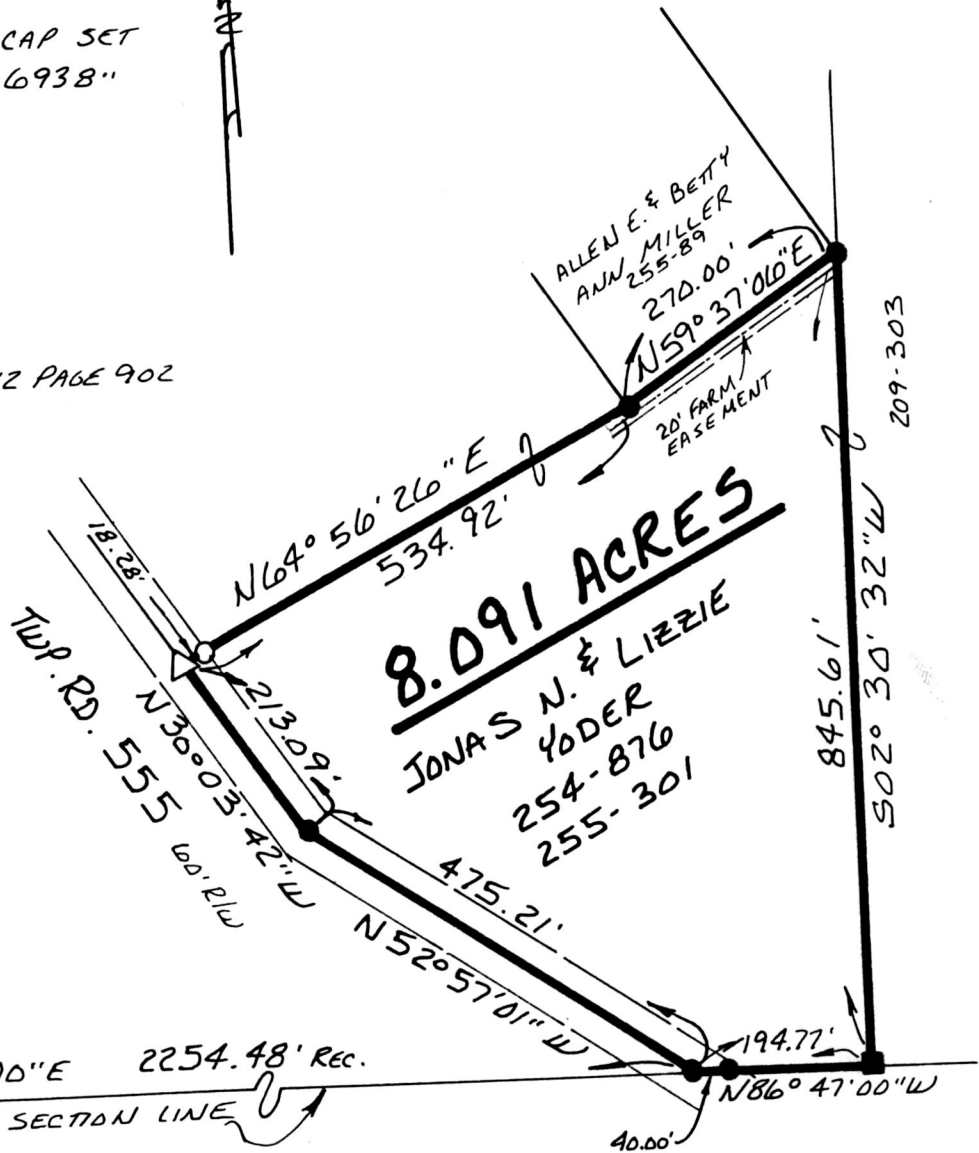 CAP SET
6938"
2 PAGE 902
ALLEN E. & BETTY
ANN MILLER
255-89
270.00'
N59° 37'06"E
20' FARM
EASEMENT
209-303
N64° 56' 26" E
534.92'
18.28'
8.091 ACRES
JONAS N. & LIZZIE
YODER
254-876
255-301
845.61'
S02° 30' 32" W
TWP. RD. 555
60' R/W
213.09'
N30°03'42"W
475.21'
N52°57'01"W
194.77'
N86° 47'00"W
40.00'
0"E 2254.48' REC.
SECTION LINE